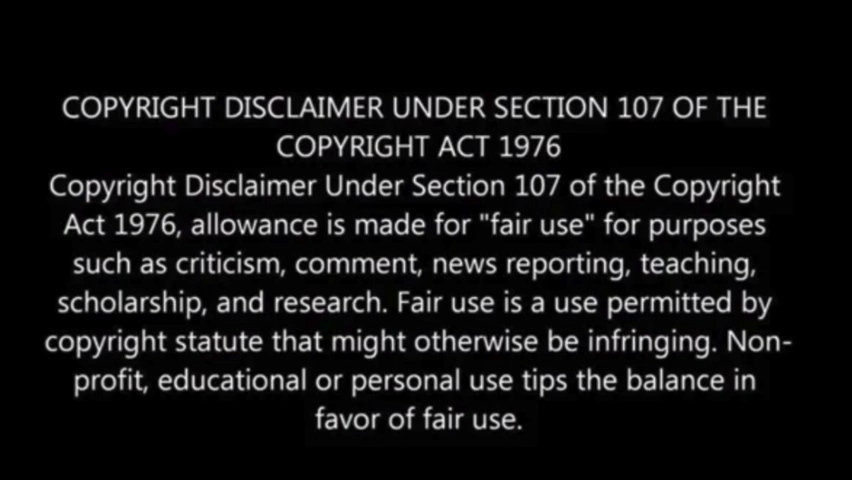 COPYRIGHT DISCLAIMER UNDER SECTION 107 OF THE
COPYRIGHT ACT 1976
Copyright Disclaimer Under Section 107 of the Copyright
Act 1976, allowance is made for "fair use" for purposes
such as criticism, comment, news reporting, teaching,
scholarship, and research. Fair use is a use permitted by
copyright statute that might otherwise be infringing. Non-
profit, educational or personal use tips the balance in
favor of fair use.